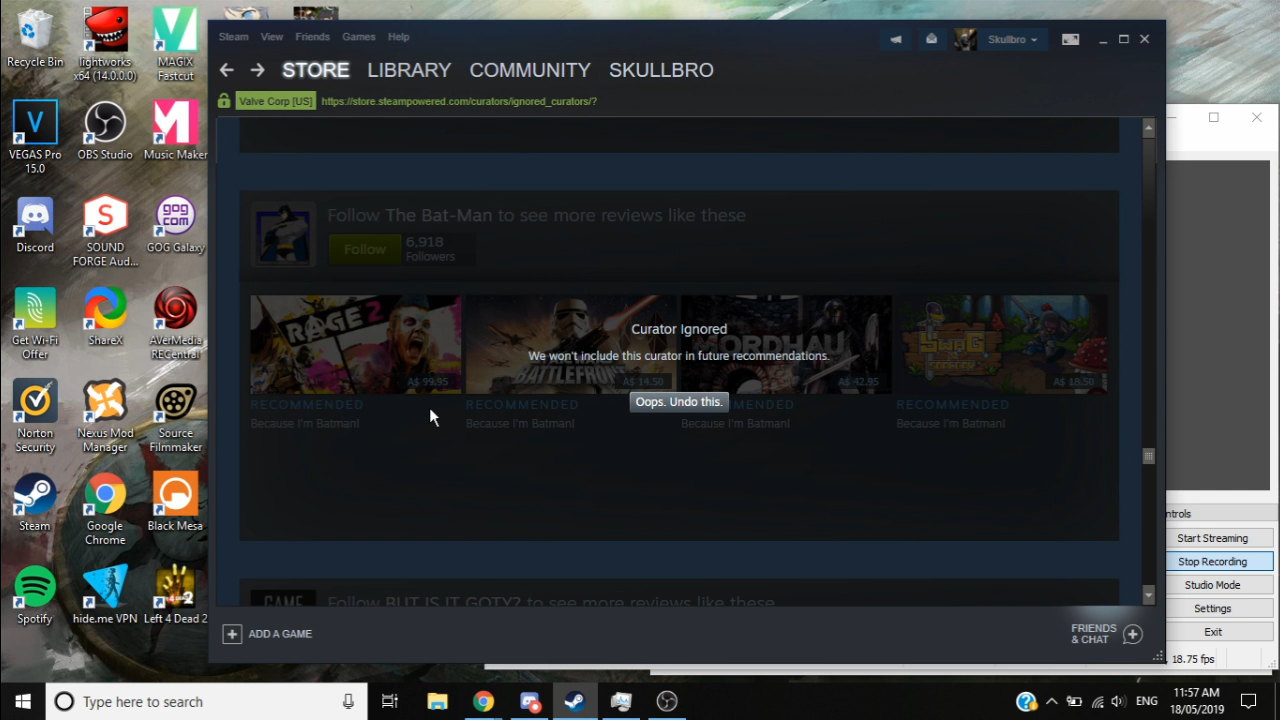 Recycle Bin
lightworks
x64 (14.0.0.0)
MAGIX
Fastcut
VEGAS Pro
15.0
OBS Studio
Music Maker
Discord
SOUND
FORGE Aud...
GOG Galaxy
Get Wi-Fi
Offer
ShareX
AVerMedia
RECentral
Norton
Security
Nexus Mod
Manager
Source
Filmmaker
Steam
Google
Chrome
Black Mesa
Spotify
hide.me VPN
Left 4 Dead 2
Steam View Friends Games Help
Skullbro
STORE LIBRARY COMMUNITY SKULLBRO
Valve Corp [US] https://store.steampowered.com/curators/ignored_curators/?
Follow The Bat-Man to see more reviews like these
Follow
6,918
Followers
RAGE 2
A$ 99.95
BATTLEFRONT
A$ 14.50
ORDHAU
A$ 42.95
A$ 18.50
Curator Ignored
We won't include this curator in future recommendations.
Oops. Undo this.
RECOMMENDED
Because I'm Batman!
RECOMMENDED
Because I'm Batman!
Because I'm Batman!
RECOMMENDED
Because I'm Batman!
GAME
Follow BUT IS IT GOTY? to see more reviews like these
ADD A GAME
FRIENDS
& CHAT
ntrols
Start Streaming
Stop Recording
Studio Mode
Settings
Exit
18.75 fps
Type here to search
ENG
11:57 AM
18/05/2019